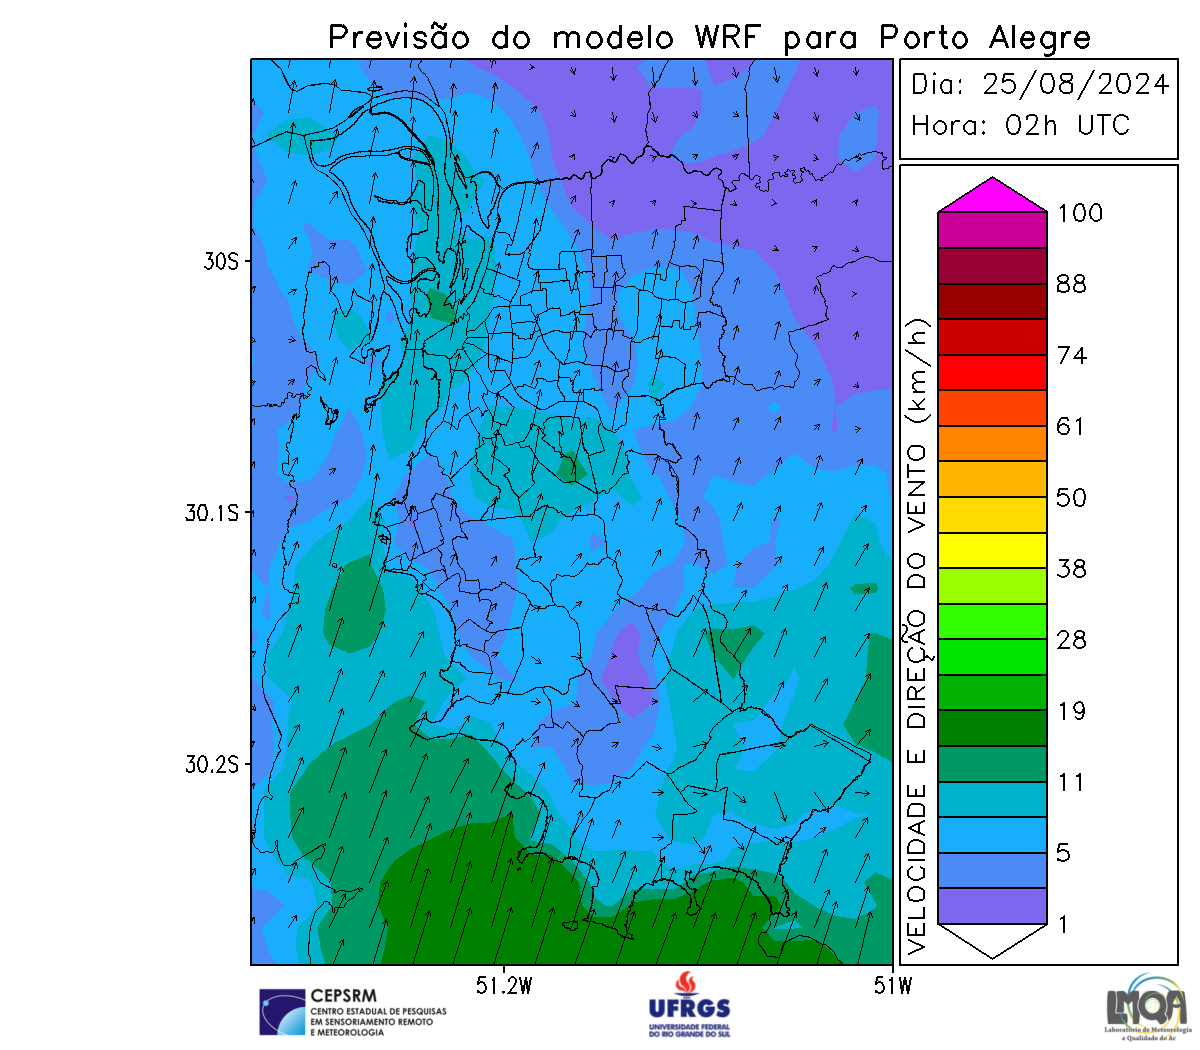 Previsão do modelo WRF para Porto Alegre
Dia: 25/08/2024
Hora: 02h UTC
30S
30.1S
30.2S
51.2W
51W
VELOCIDADE E DIREÇÃO DO VENTO (km/h)
100
88
74
61
50
38
28
19
11
5
1
CEPSRM
CENTRO ESTADUAL DE PESQUISAS
EM SENSORIAMENTO REMOTO
E METEOROLOGIA
UFRGS
UNIVERSIDADE FEDERAL
DO RIO GRANDE DO SUL
LMQA
Laboratório de Meteorologia
e Qualidade do Ar